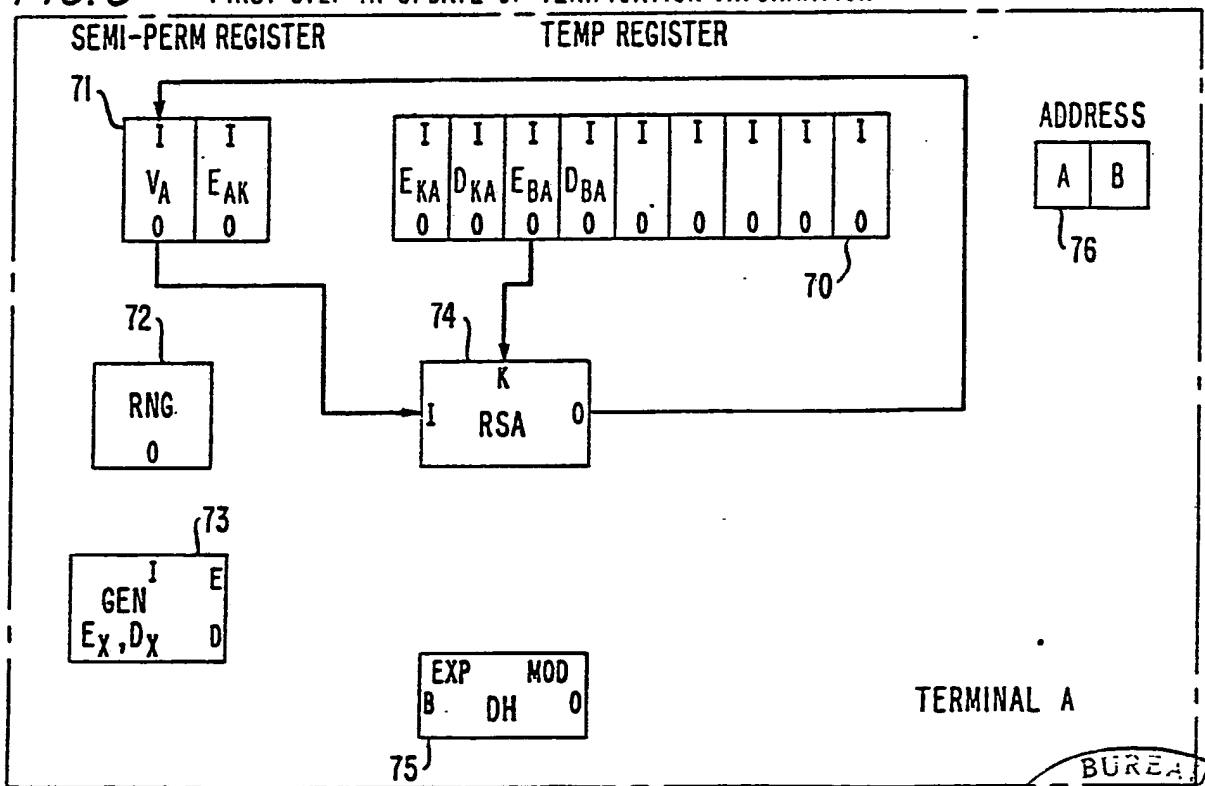 SEMI-PERM REGISTER
TEMP REGISTER
71
I I
V_A E_AK
0 0
I I I I I I I I I
E_KA D_KA E_BA D_BA
0 0 0 0 0 0 0 0 0
70
ADDRESS
A B
76
72
RNG
0
74
K
I RSA 0
73
I E
GEN
E_X, D_X D
EXP MOD
B DH 0
75
TERMINAL A
BUREA